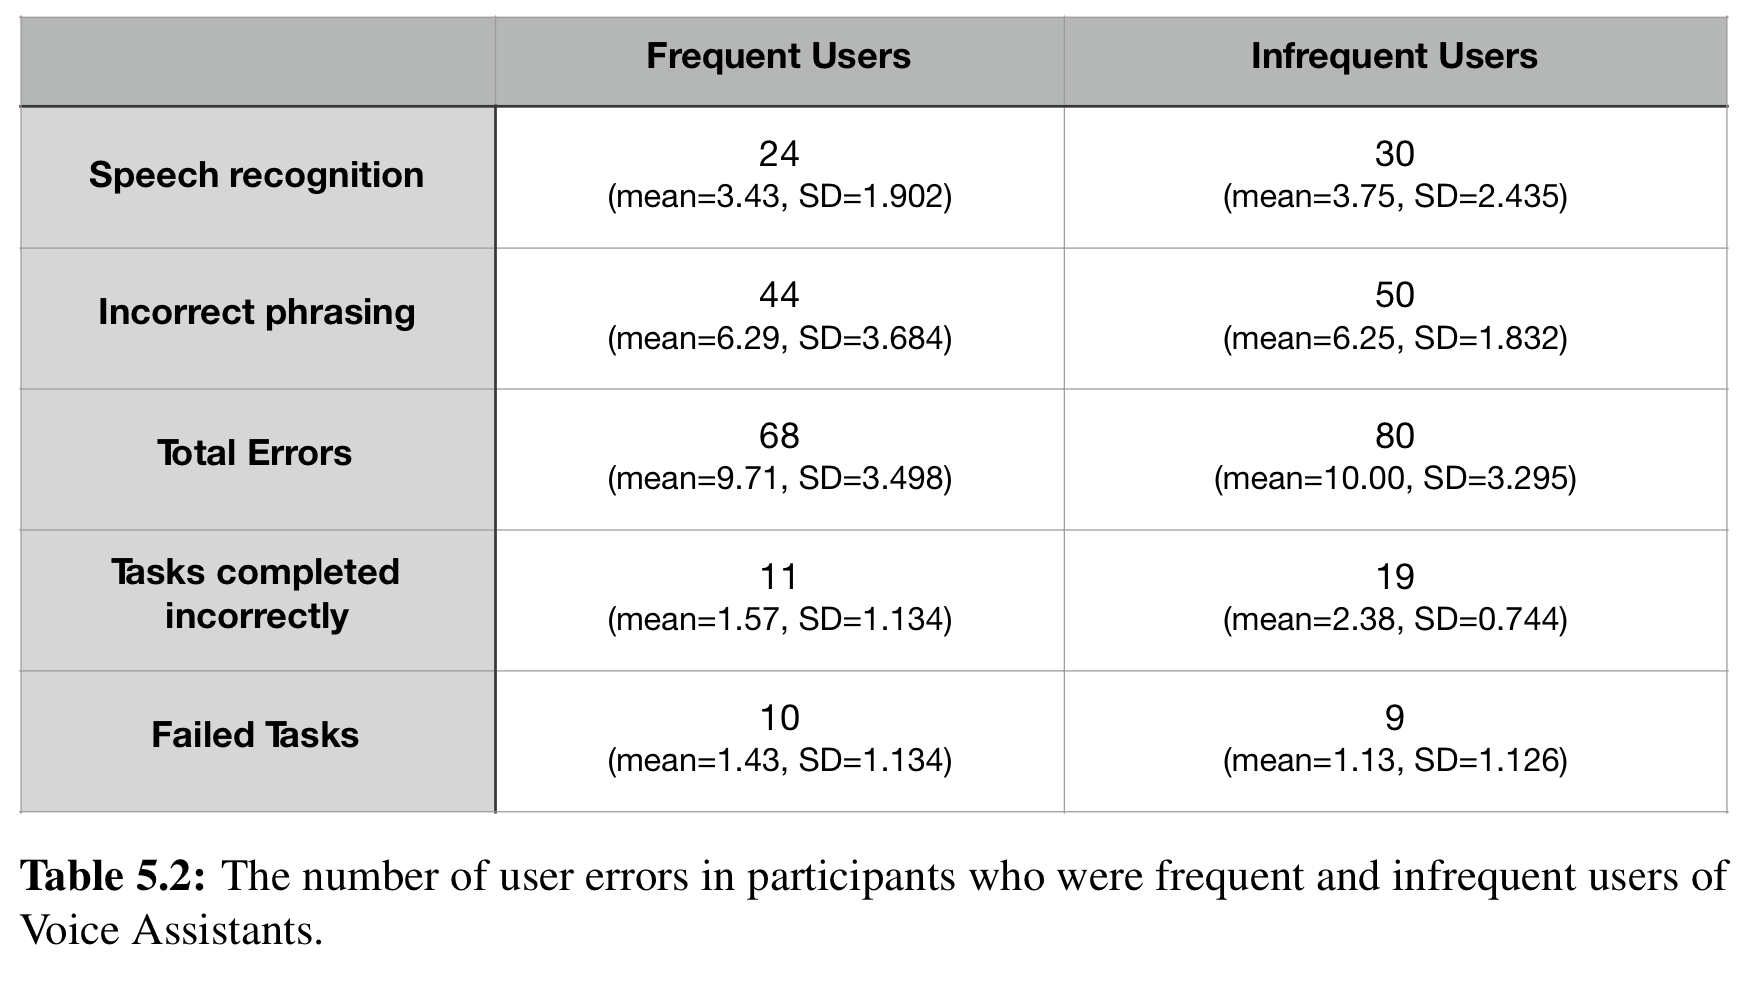 Frequent Users Infrequent Users
Speech recognition 24 30
(mean=3.43, SD=1.902) (mean=3.75, SD=2.435)
Incorrect phrasing 44 50
(mean=6.29, SD=3.684) (mean=6.25, SD=1.832)
Total Errors 68 80
(mean=9.71, SD=3.498) (mean=10.00, SD=3.295)
Tasks completed
incorrectly 11 19
(mean=1.57, SD=1.134) (mean=2.38, SD=0.744)
Failed Tasks 10 9
(mean=1.43, SD=1.134) (mean=1.13, SD=1.126)
Table 5.2: The number of user errors in participants who were frequent and infrequent users of
Voice Assistants.